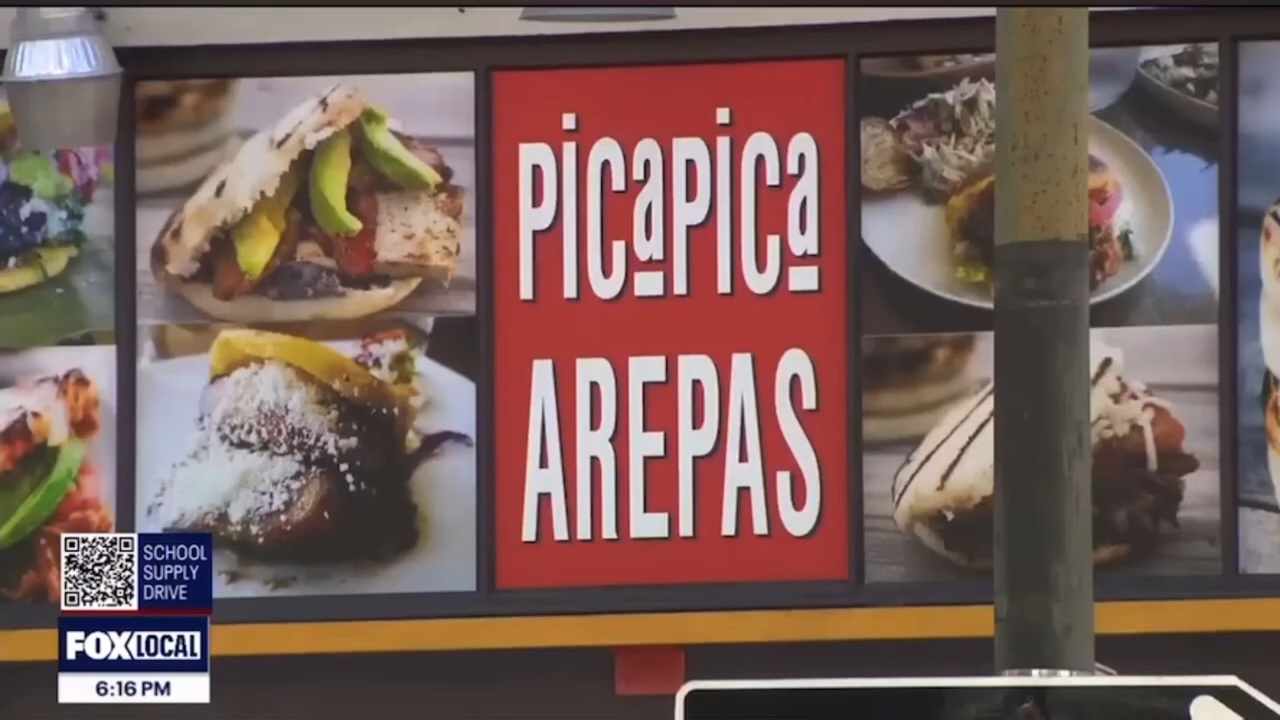 Picapica
AREPAS
SCHOOL
SUPPLY
DRIVE
FOX LOCAL
6:16 PM